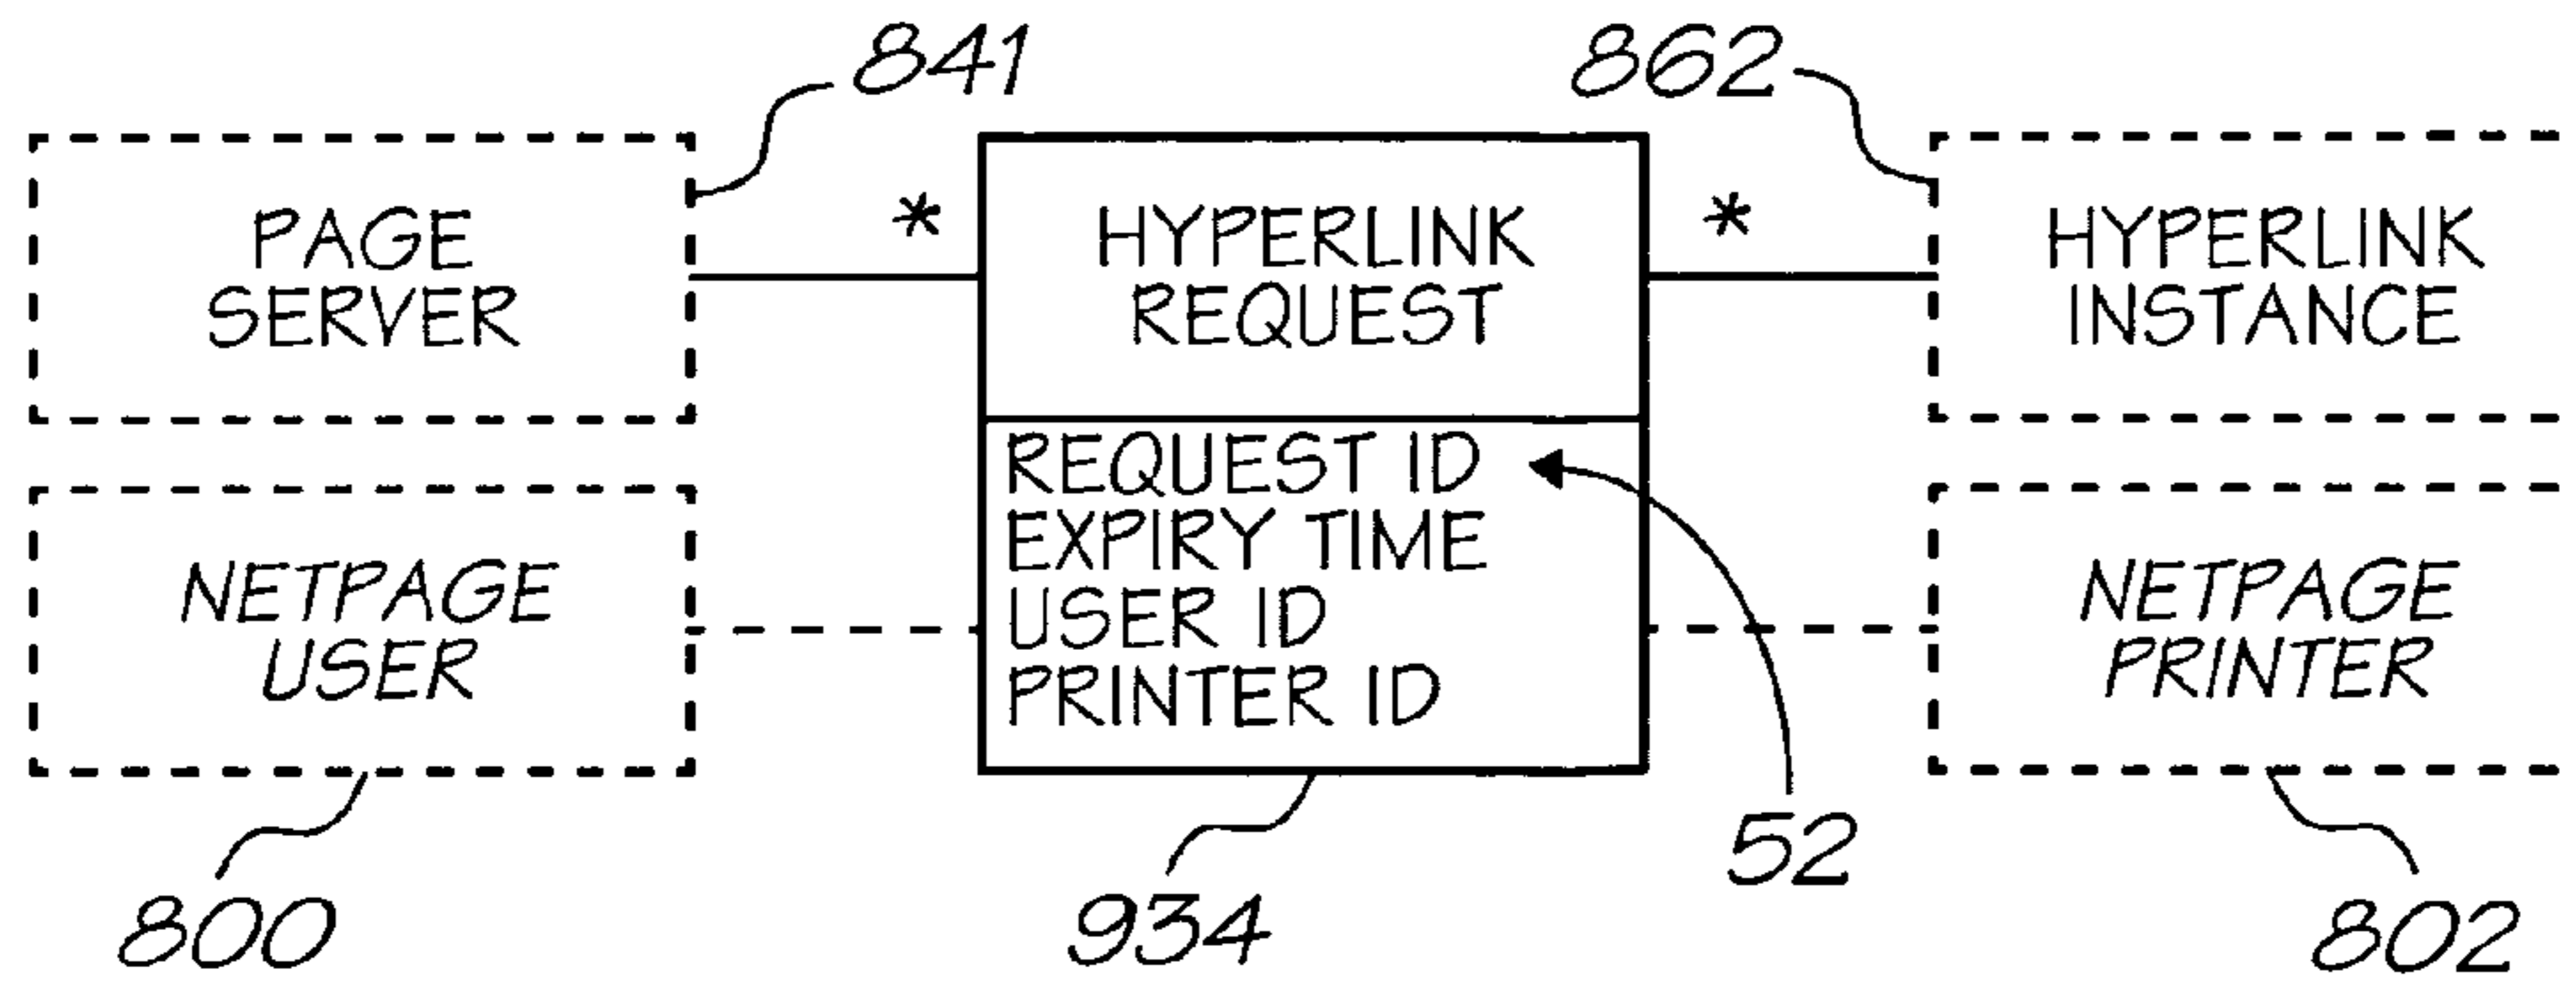 841
862
PAGE
SERVER
*
HYPERLINK
REQUEST
*
HYPERLINK
INSTANCE
NETPAGE
USER
REQUEST ID
EXPIRY TIME
USER ID
PRINTER ID
NETPAGE
PRINTER
52
800
934
802